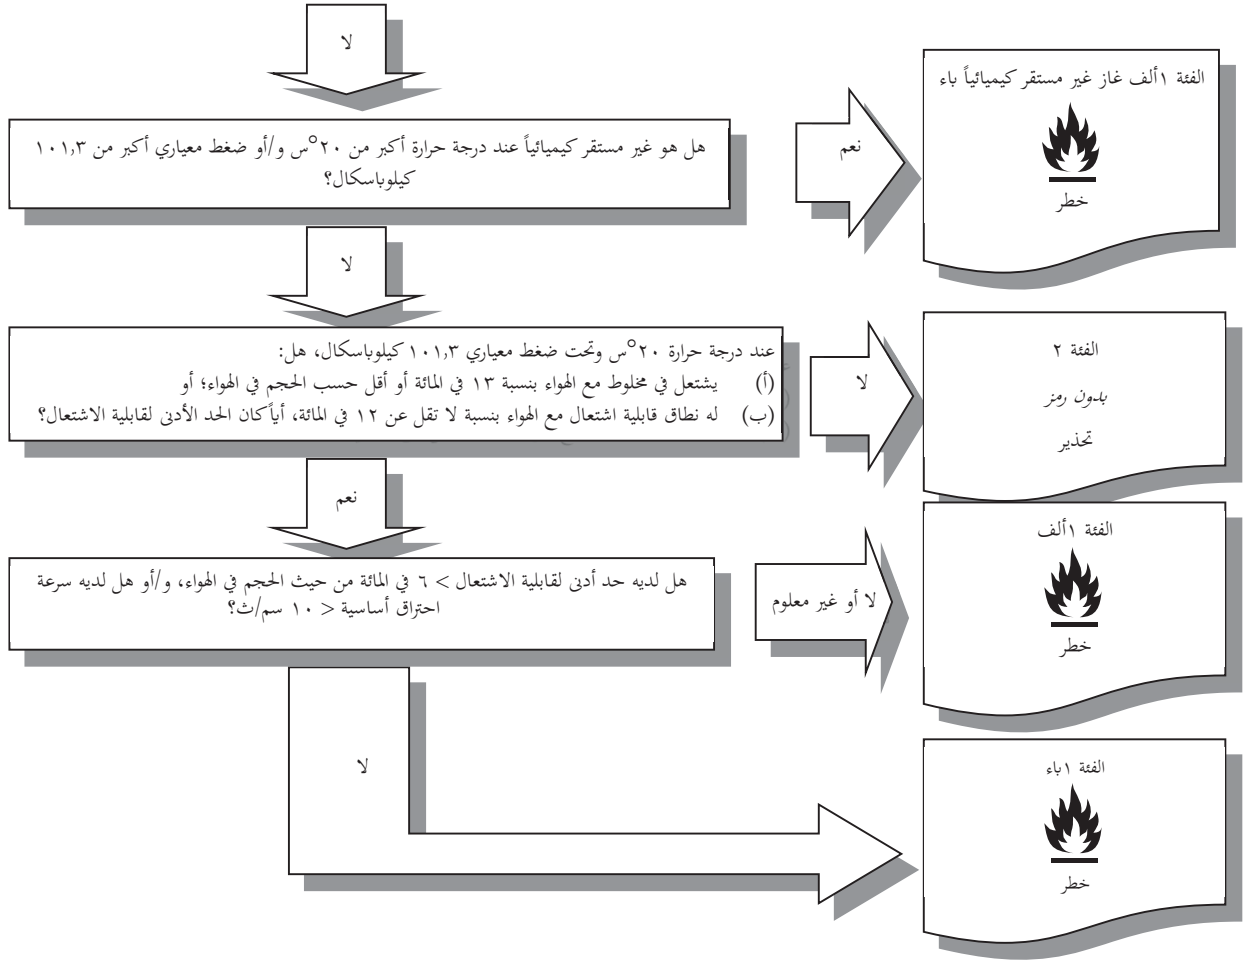 لا
الفئة ١ألف غاز غير مستقر كيميائياً باء
خطر
نعم
هل هو غير مستقر كيميائياً عند درجة حرارة أكبر من ٢٠°س و/أو ضغط معياري أكبر من ١٠١,٣
كيلوباسكال؟
لا
عند درجة حرارة ٢٠°س وتحت ضغط معياري ١٠١,٣ كيلوباسكال، هل:
(أ) يشتعل في مخلوط مع الهواء بنسبة ١٣ في المائة أو أقل حسب الحجم في الهواء؛ أو
(ب) له نطاق قابلية اشتعال مع الهواء بنسبة لا تقل عن ١٢ في المائة، أياً كان الحد الأدنى لقابلية الاشتعال؟
لا
الفئة ٢
بدون رمز
تحذير
نعم
هل لديه حد أدنى لقابلية الاشتعال > ٦ في المائة من حيث الحجم في الهواء، و/أو هل لديه سرعة
احتراق أساسية < ١٠ سم/ث؟
لا أو غير معلوم
الفئة ١ألف
خطر
لا
الفئة ١باء
خطر